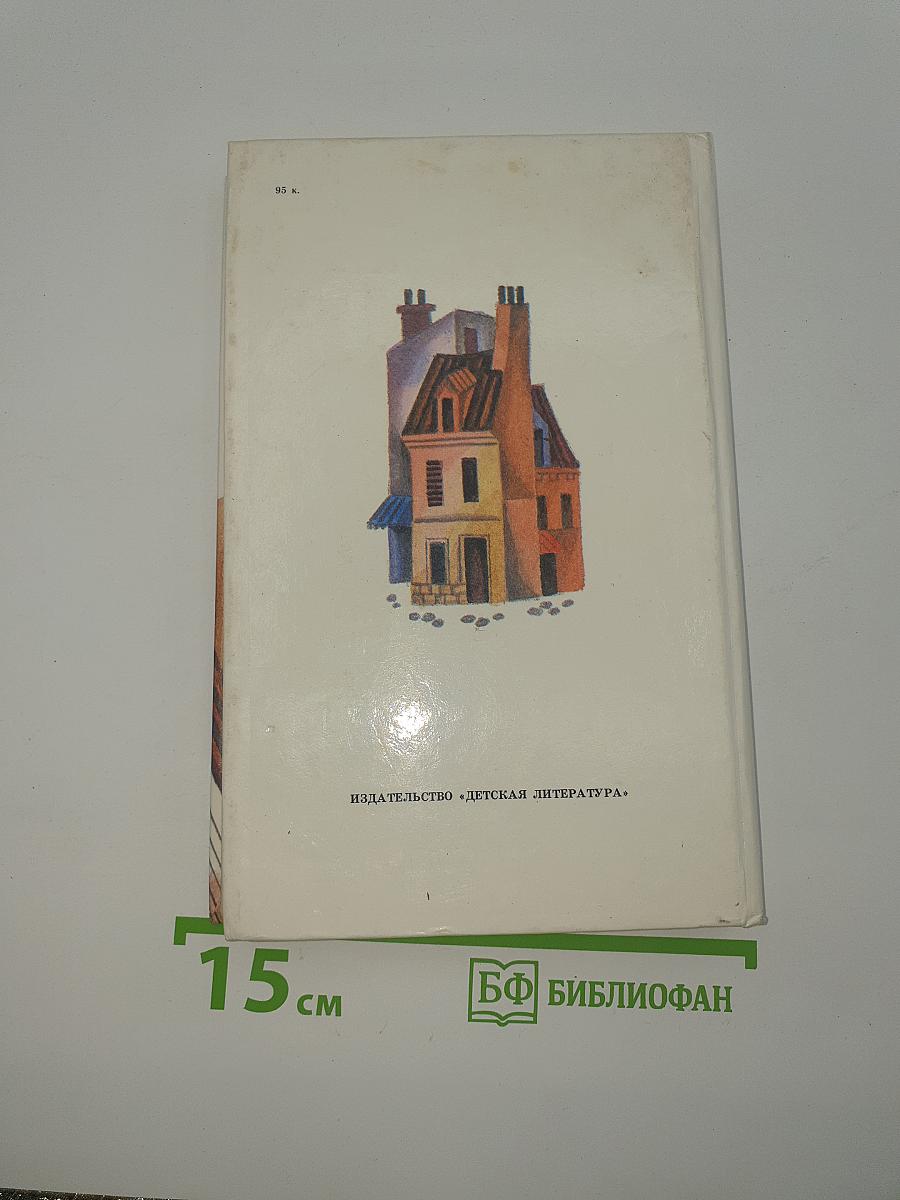 95 к.
ИЗДАТЕЛЬСТВО «ДЕТСКАЯ ЛИТЕРАТУРА»
15 см
БФ БИБЛИОФАН